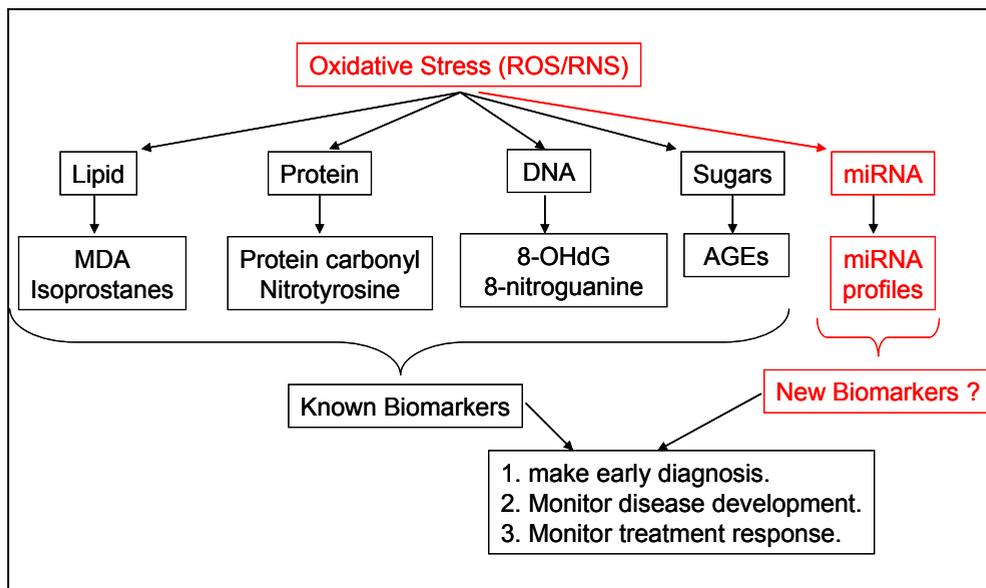 Oxidative Stress (ROS/RNS)
Lipid
Protein
DNA
Sugars
miRNA
MDA
Isoprostanes
Protein carbonyl
Nitrotyrosine
8-OHdG
8-nitroguanine
AGEs
miRNA
profiles
Known Biomarkers
New Biomarkers ?
1. make early diagnosis.
2. Monitor disease development.
3. Monitor treatment response.